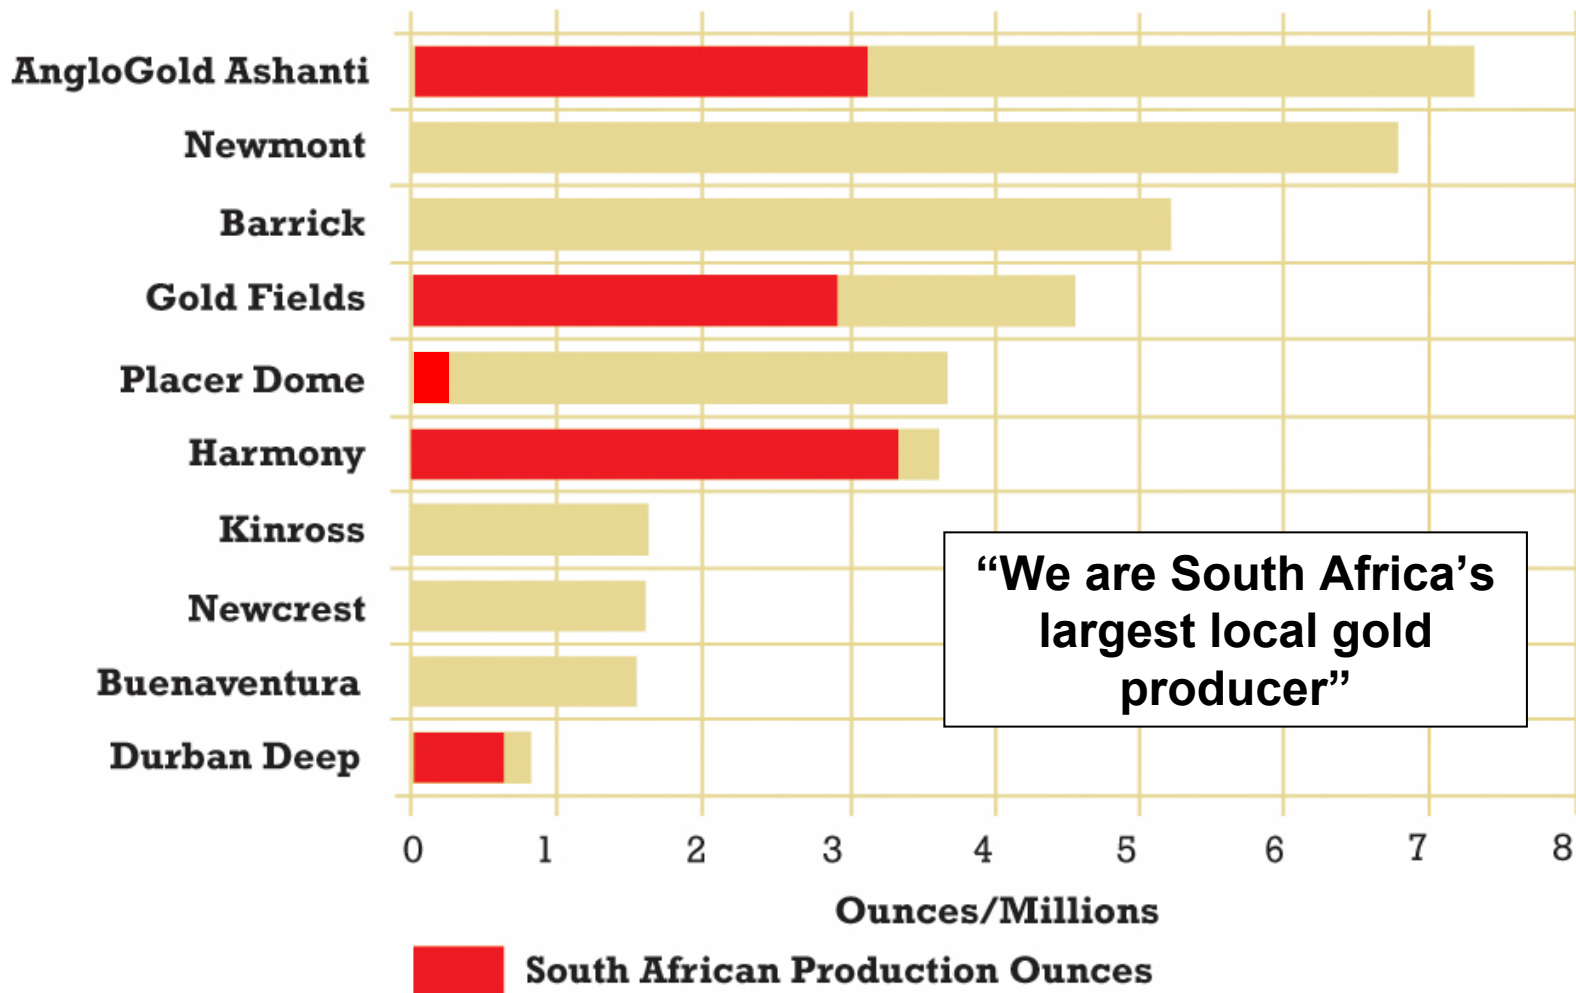 AngloGold Ashanti
Newmont
Barrick
Gold Fields
Placer Dome
Harmony
Kinross
Newcrest
Buenaventura
Durban Deep
“We are South Africa’s
largest local gold
producer”
0 1 2 3 4 5 6 7 8
Ounces/Millions
South African Production Ounces